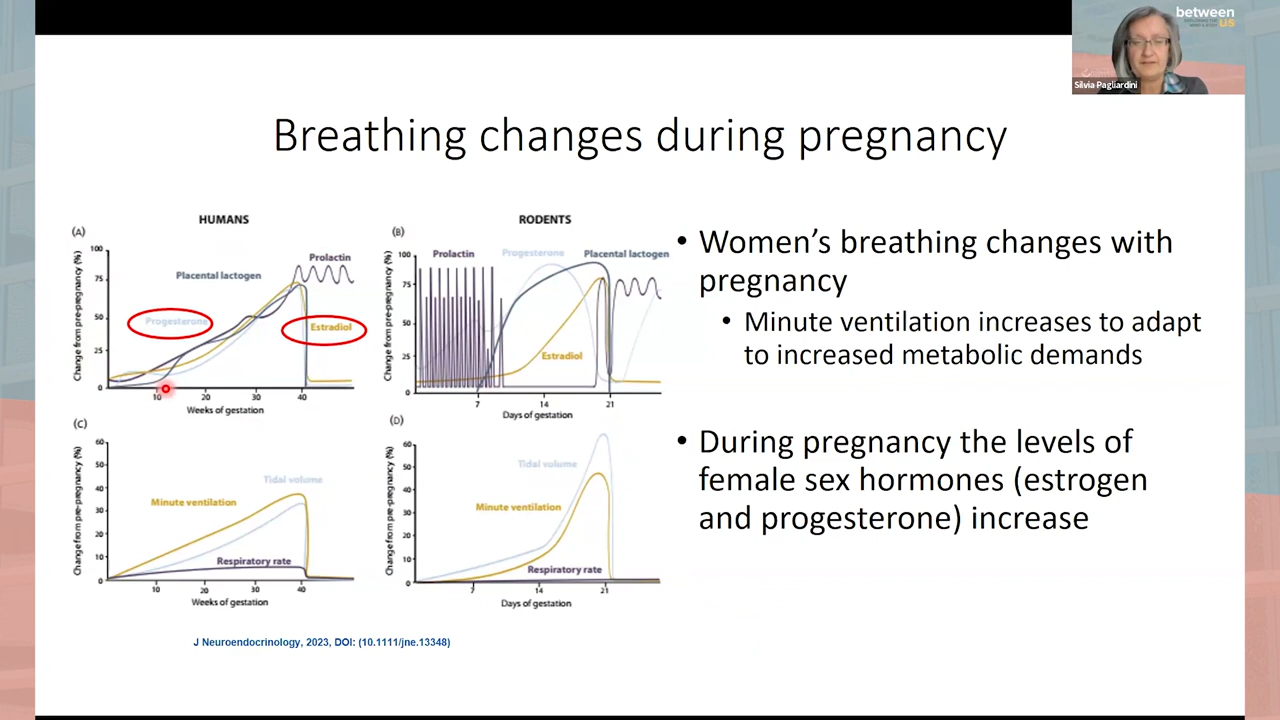 between
us
Silvia Pagliardini
Breathing changes during pregnancy
HUMANS
RODENTS
(A)
Change from pre-pregnancy (%)
100
75
50
25
0
Placental lactogen
Prolactin
Progesterone
Estradiol
10 20 30 40
Weeks of gestation
(B)
Change from pre-pregnancy (%)
100
75
50
25
0
Prolactin
Progesterone
Placental lactogen
Estradiol
7 14 21
Days of gestation
(C)
Change from pre-pregnancy (%)
60
50
40
30
20
10
0
Tidal volume
Minute ventilation
Respiratory rate
10 20 30 40
Weeks of gestation
(D)
Change from pre-pregnancy (%)
60
50
40
30
20
10
0
Tidal volume
Minute ventilation
Respiratory rate
7 14 21
Days of gestation
J Neuroendocrinology, 2023, DOI: (10.1111/jne.13348)
• Women’s breathing changes with
pregnancy
• Minute ventilation increases to adapt
to increased metabolic demands
• During pregnancy the levels of
female sex hormones (estrogen
and progesterone) increase